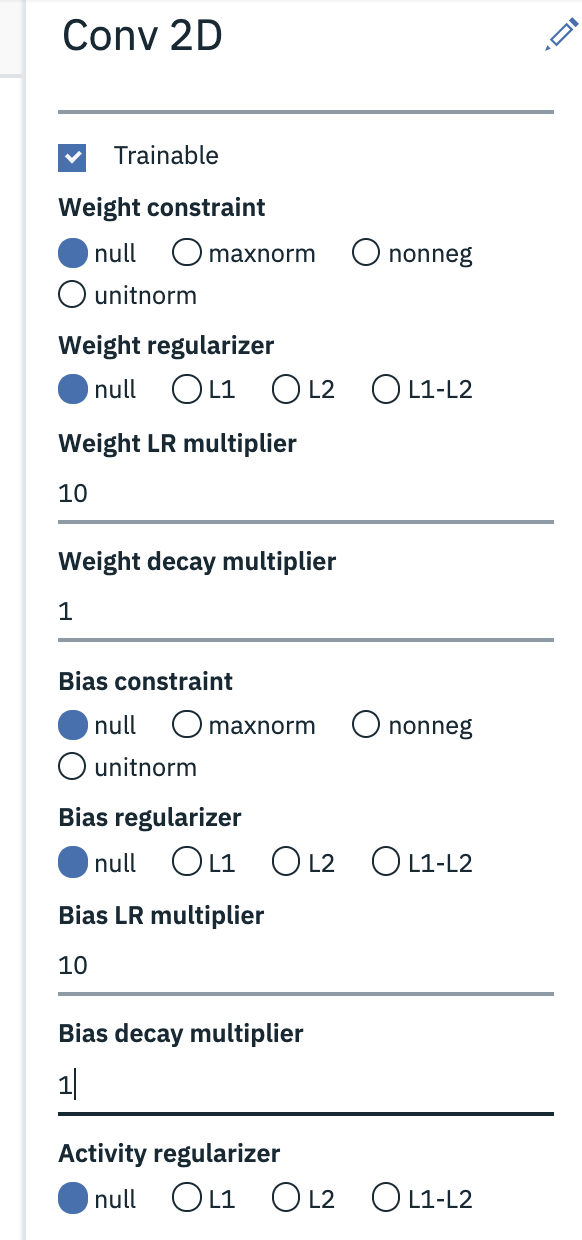 Conv 2D
Trainable
Weight constraint
null maxnorm nonneg
unitnorm
Weight regularizer
null L1 L2 L1-L2
Weight LR multiplier
10
Weight decay multiplier
1
Bias constraint
null maxnorm nonneg
unitnorm
Bias regularizer
null L1 L2 L1-L2
Bias LR multiplier
10
Bias decay multiplier
1
Activity regularizer
null L1 L2 L1-L2